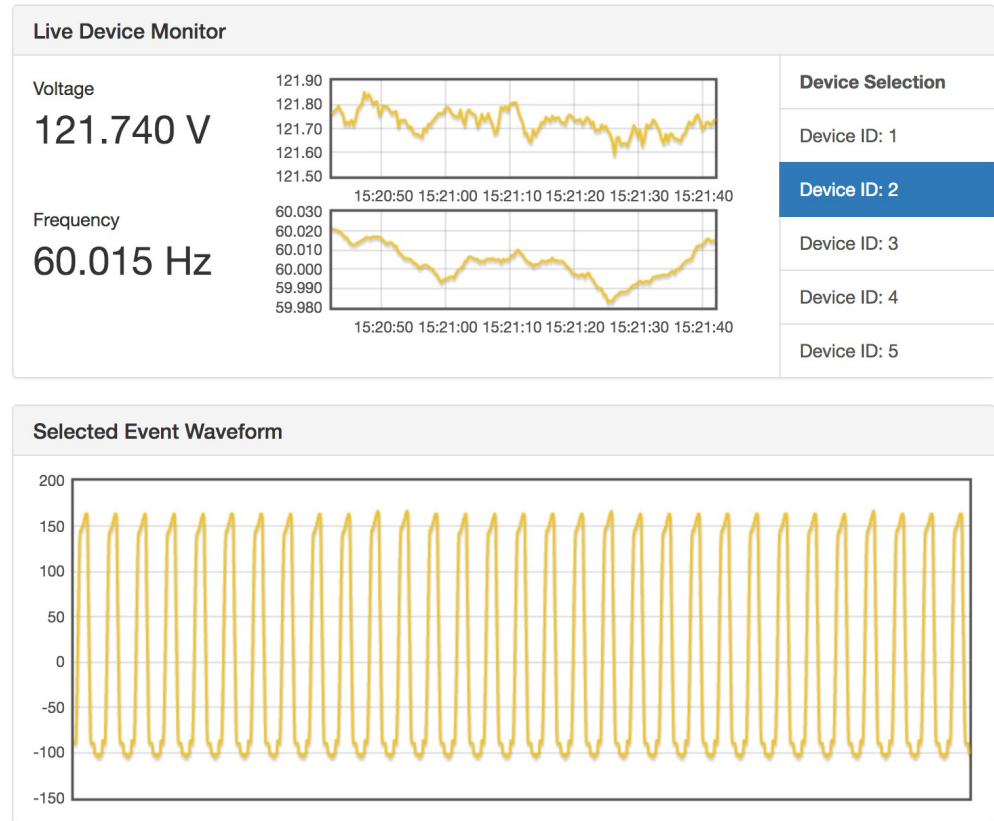 Live Device Monitor
Voltage
121.740 V
121.90
121.80
121.70
121.60
121.50
15:20:50 15:21:00 15:21:10 15:21:20 15:21:30 15:21:40
Frequency
60.015 Hz
60.030
60.020
60.010
60.000
59.990
59.980
15:20:50 15:21:00 15:21:10 15:21:20 15:21:30 15:21:40
Device Selection
Device ID: 1
Device ID: 2
Device ID: 3
Device ID: 4
Device ID: 5
Selected Event Waveform
200
150
100
50
0
-50
-100
-150